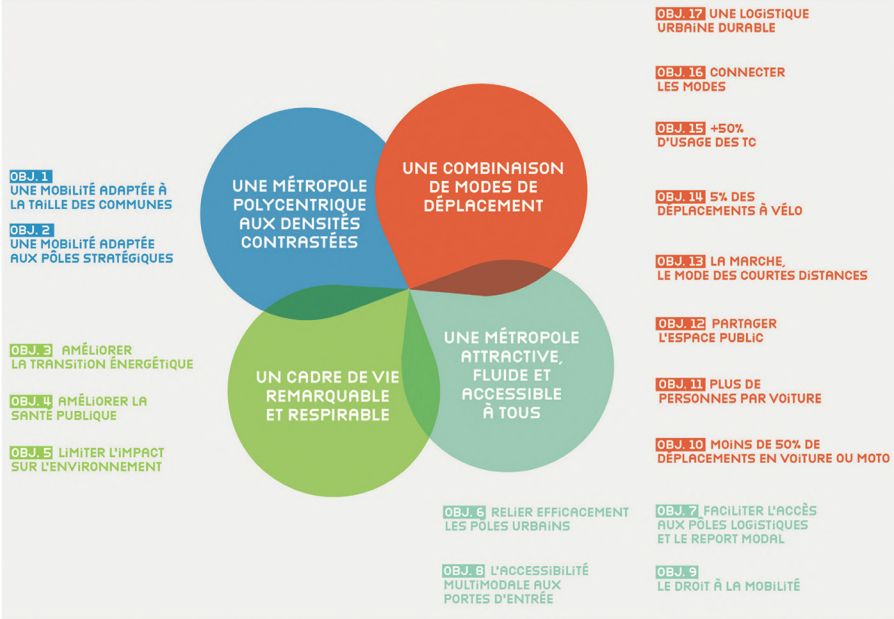 OBJ. 1
UNE MOBILITÉ ADAPTÉE À
LA TAILLE DES COMMUNES
OBJ. 2
UNE MOBILITÉ ADAPTÉE
AUX PÔLES STRATÉGIQUES
OBJ. 3 AMÉLIORER
LA TRANSITION ÉNERGÉTIQUE
OBJ. 4 AMÉLIORER LA
SANTÉ PUBLIQUE
OBJ. 5 LIMITER L'IMPACT
SUR L'ENVIRONNEMENT
UNE MÉTROPOLE
POLYCENTRIQUE
AUX DENSITÉS
CONTRASTÉES
UNE COMBINAISON
DE MODES DE
DÉPLACEMENT
UN CADRE DE VIE
REMARQUABLE
ET RESPIRABLE
UNE MÉTROPOLE
ATTRACTIVE,
FLUIDE ET
ACCESSIBLE
À TOUS
OBJ. 17 UNE LOGISTIQUE
URBAINE DURABLE
OBJ. 16 CONNECTER
LES MODES
OBJ. 15 +50%
D'USAGE DES TC
OBJ. 14 5% DES
DÉPLACEMENTS À VÉLO
OBJ. 13 LA MARCHE,
LE MODE DES COURTES DISTANCES
OBJ. 12 PARTAGER
L'ESPACE PUBLIC
OBJ. 11 PLUS DE
PERSONNES PAR VOITURE
OBJ. 10 MOINS DE 50% DE
DÉPLACEMENTS EN VOITURE OU MOTO
OBJ. 6 RELIER EFFICACEMENT
LES PÔLES URBAINS
OBJ. 7 FACILITER L'ACCÈS
AUX PÔLES LOGISTIQUES
ET LE REPORT MODAL
OBJ. 8 L'ACCESSIBILITÉ
MULTIMODALE AUX
PORTES D'ENTRÉE
OBJ. 9
LE DROIT À LA MOBILITÉ